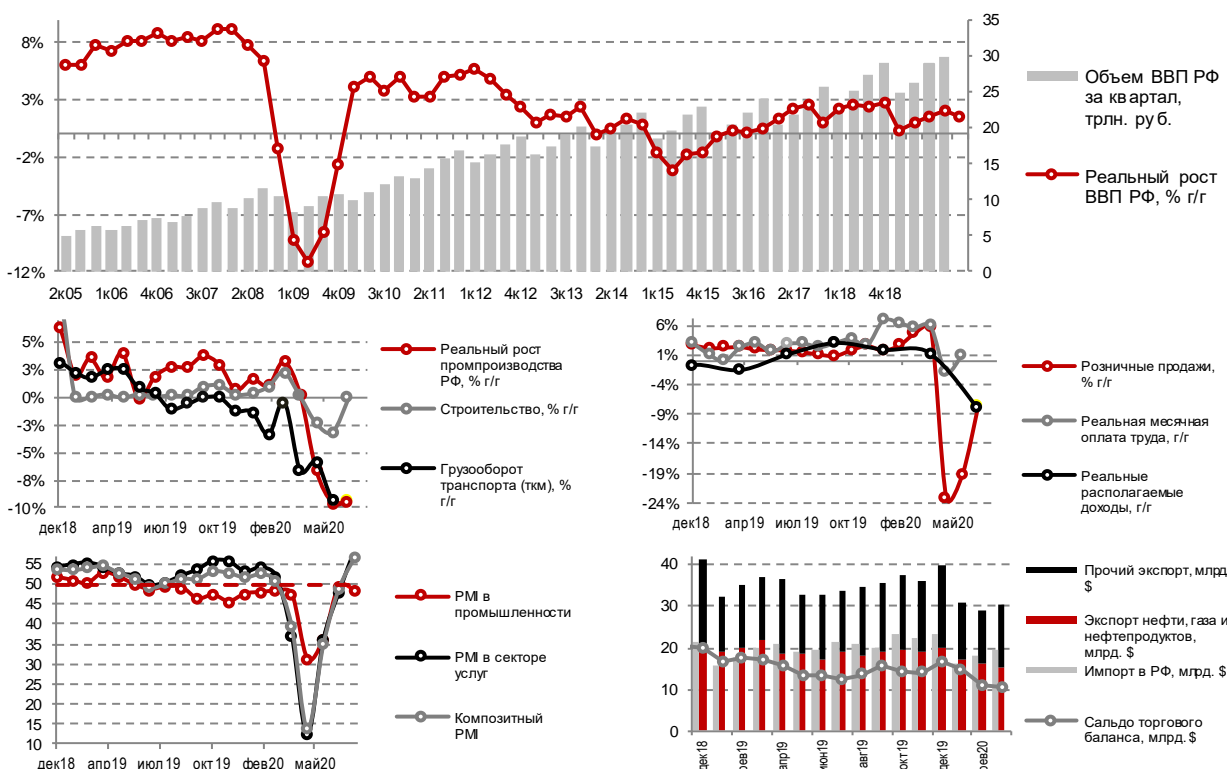 8%
3%
-2%
-7%
-12%
35
30
25
20
15
10
5
0
2к05 1к06 4к06 3к07 2к08 1к09 4к09 3к10 2к11 1к12 4к12 3к13 2к14 1к15 4к15 3к16 2к17 1к18 4к18
Объем ВВП РФ
за квартал,
трлн. руб.
Реальный рост
ВВП РФ, % г/г
5%
3%
0%
-3%
-5%
-8%
-10%
дек18 апр19 июл19 окт19 фев20 май20
Реальный рост
промпроизводства
РФ, % г/г
Строительство, % г/г
Грузооборот
транспорта (ткм), %
г/г
6%
1%
-4%
-9%
-14%
-19%
-24%
дек18 апр19 июл19 окт19 фев20 май20
Розничные продажи,
% г/г
Реальная месячная
оплата труда, г/г
Реальные
располагаемые
доходы, г/г
55
50
45
40
35
30
25
20
15
10
дек18 апр19 июл19 окт19 фев20 май20
PMI в
промышленности
PMI в секторе
услуг
Композитный
PMI
40
30
20
10
0
дек18 фев19 апр19 июн19 авг19 окт19 дек19 фев20
Прочий экспорт, млрд.
$
Экспорт нефти, газа и
нефтепродуктов,
млрд. $
Импорт в РФ, млрд. $
Сальдо торгового
баланса, млрд. $